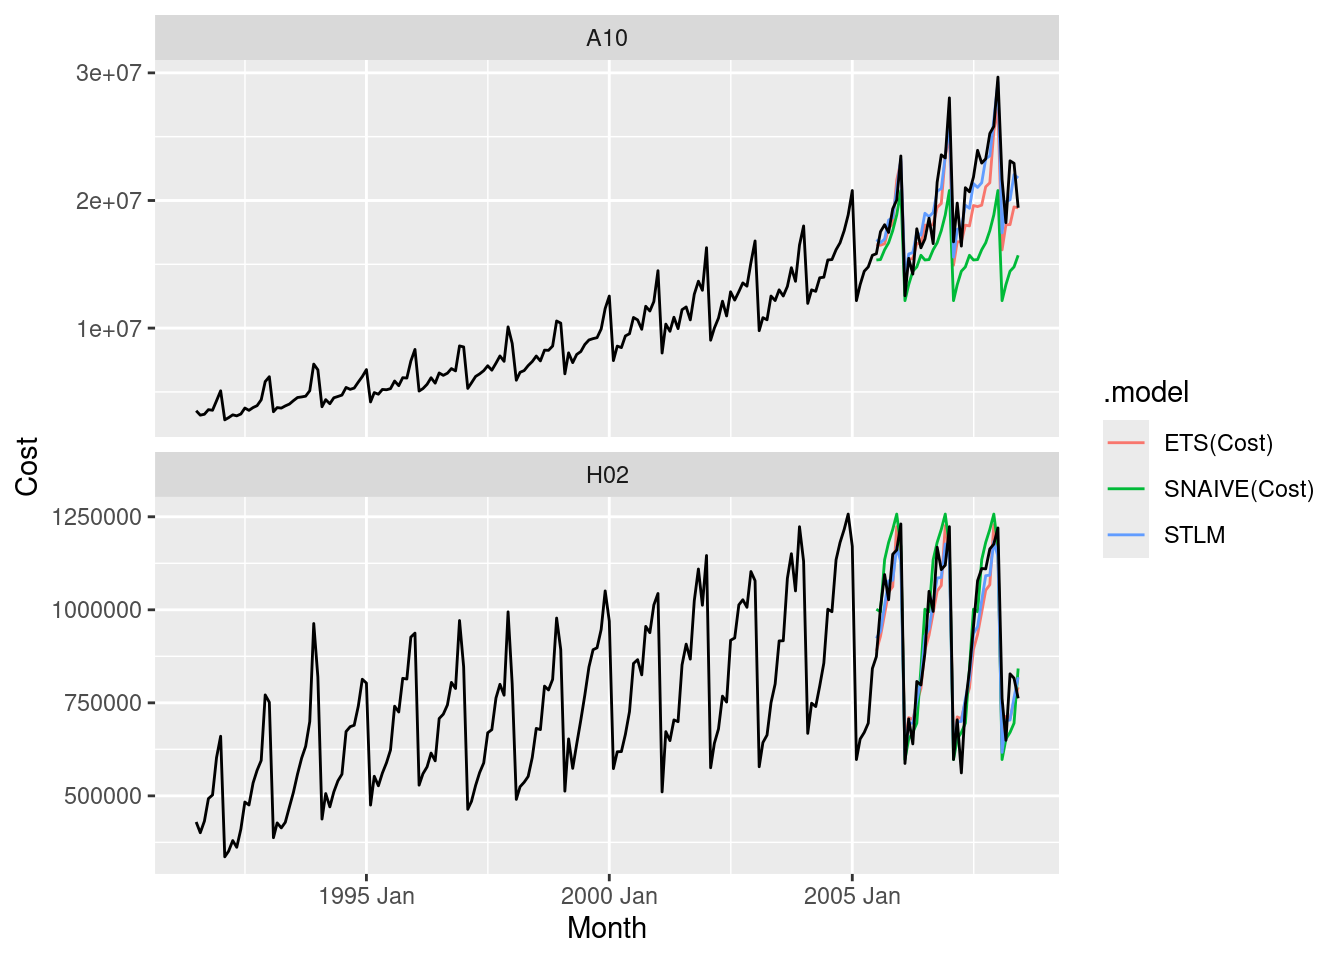 A10
3e+07
2e+07
1e+07
H02
1250000
1000000
750000
500000
Cost
1995 Jan
2000 Jan
2005 Jan
Month
.model
ETS(Cost)
SNAIVE(Cost)
STLM